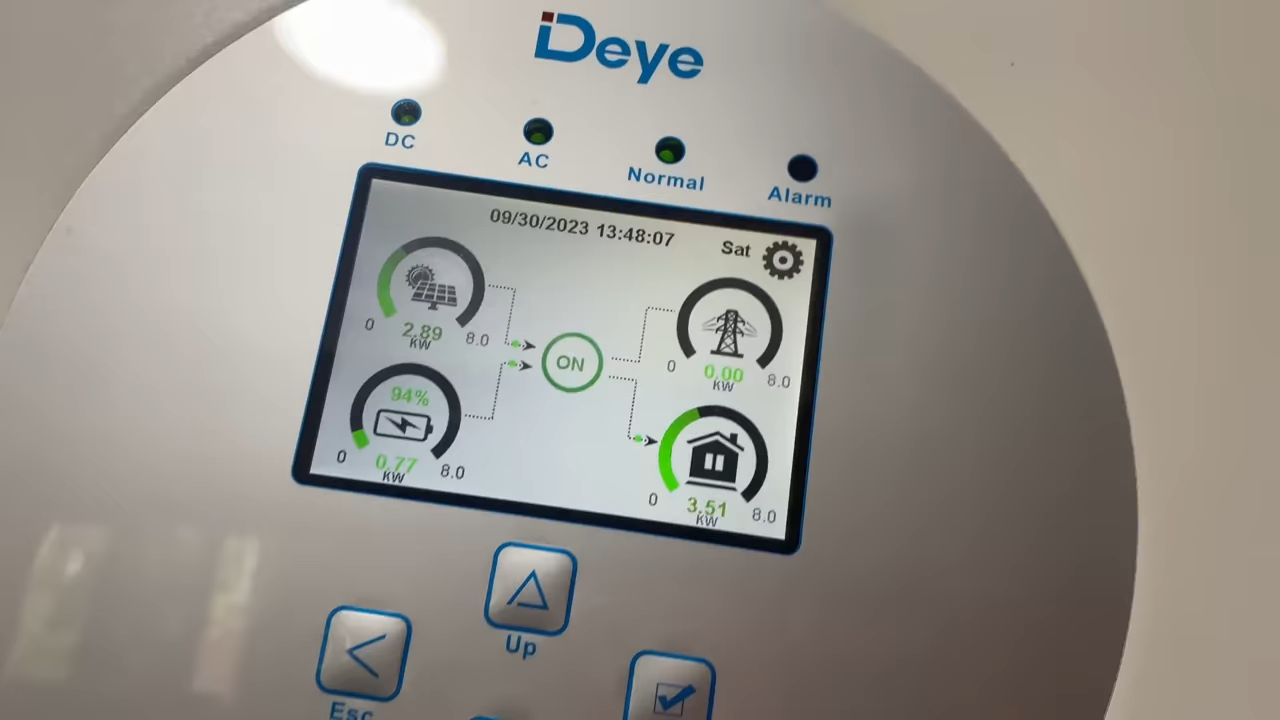 Deye
DC
AC
Normal
Alarm
09/30/2023 13:48:07
Sat
0
2.89
KW
8.0
0
0.00
KW
8.0
ON
94%
0
0.77
KW
8.0
0
3.51
KW
8.0
Up
Esc